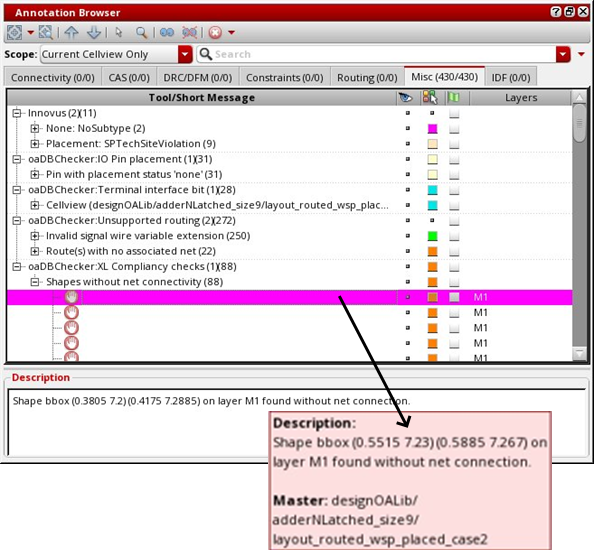 Annotation Browser
Scope: Current Cellview Only Search
Connectivity (0/0) CAS (0/0) DRC/DFM (0/0) Constraints (0/0) Routing (0/0) Misc (430/430) IDF (0/0)
Tool/Short Message Layers
Innovus (2)(11)
None: NoSubtype (2)
Placement: SPTechSiteViolation (9)
oaDBChecker:IO Pin placement (1)(31)
Pin with placement status 'none' (31)
oaDBChecker:Terminal interface bit (1)(28)
Cellview (designOALib/adderNLatched_size9/layout_routed_wsp_plac...
oaDBChecker:Unsupported routing (2)(272)
Invalid signal wire variable extension (250)
Route(s) with no associated net (22)
oaDBChecker:XL Compliancy checks (1)(88)
Shapes without net connectivity (88)
M1
M1
M1
M1
M1
Description
Shape bbox (0.3805 7.2) (0.4175 7.2885) on layer M1 found without net connection.
Description:
Shape bbox (0.5515 7.23) (0.5885 7.267) on
layer M1 found without net connection.
Master: designOALib/
adderNLatched_size9/
layout_routed_wsp_placed_case2